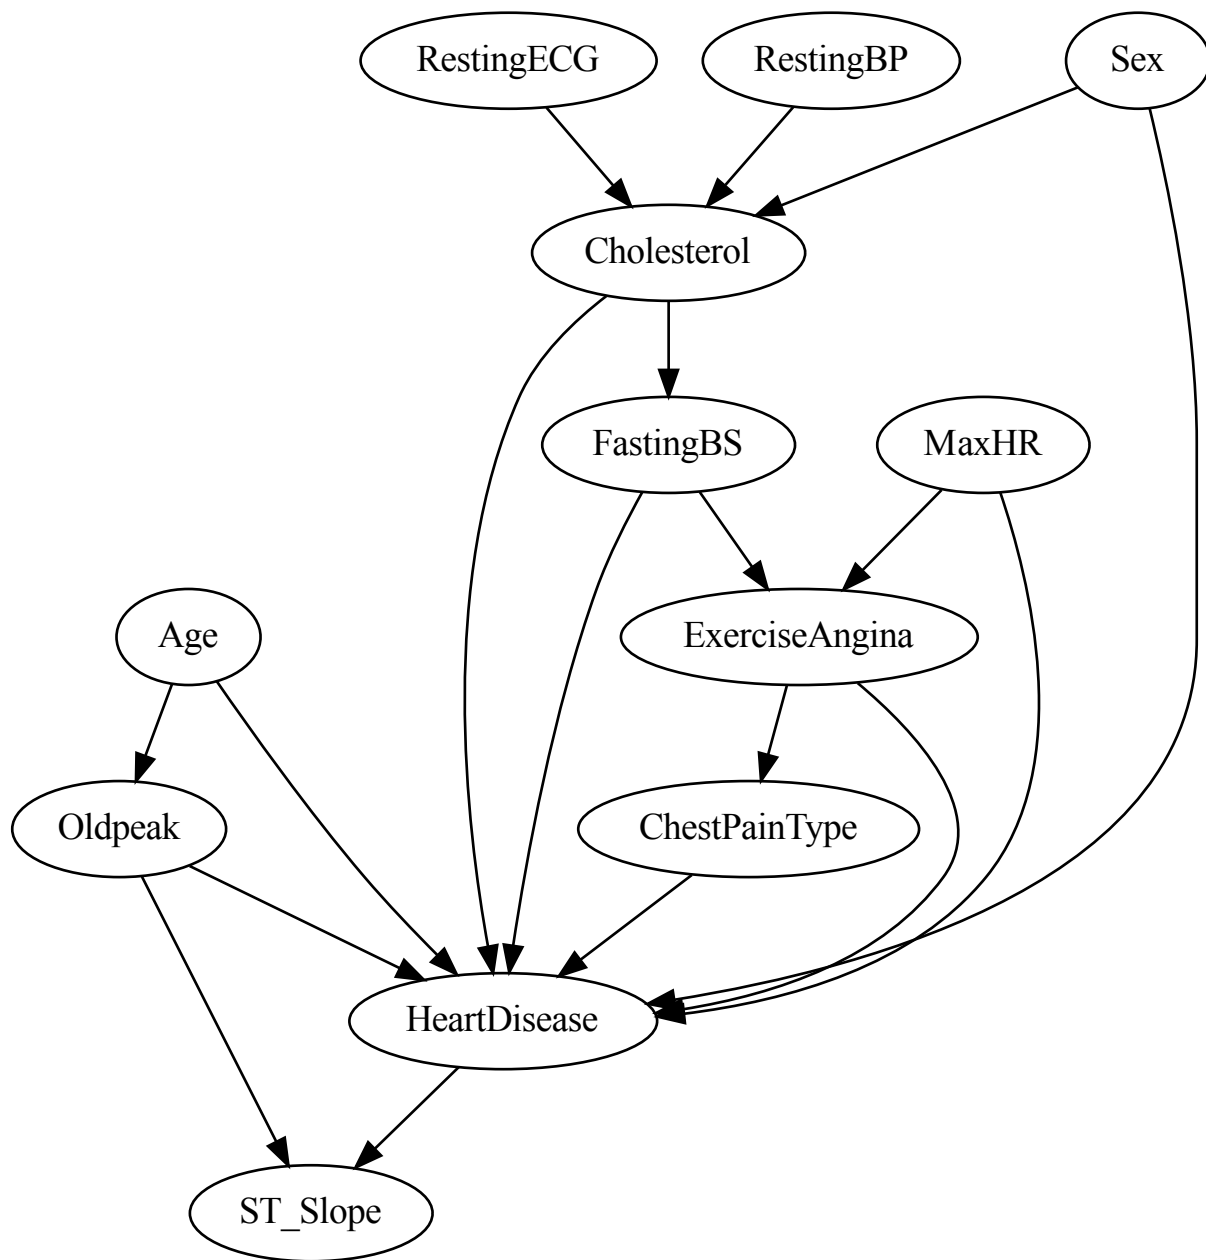 RestingECG
RestingBP
Sex
Cholesterol
FastingBS
MaxHR
Age
ExerciseAngina
Oldpeak
ChestPainType
HeartDisease
ST_Slope